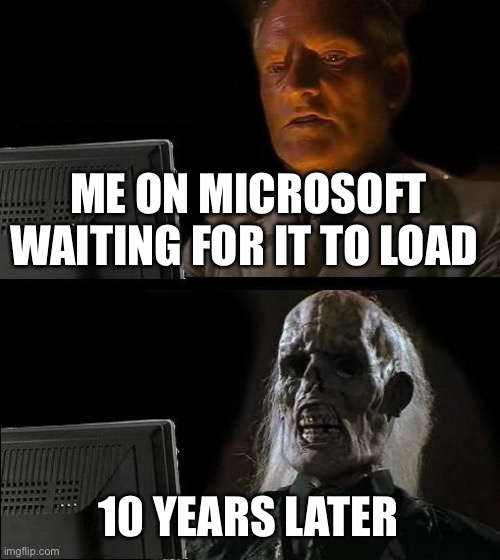 ME ON MICROSOFT
WAITING FOR IT TO LOAD
10 YEARS LATER
imgflip.com